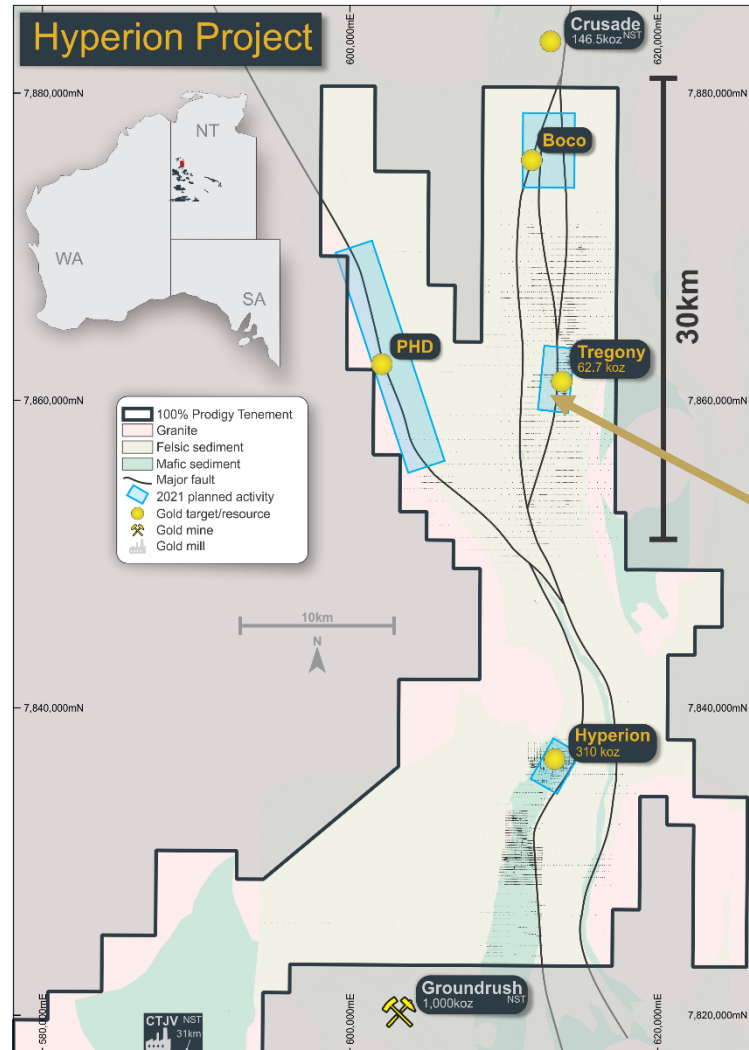 Hyperion Project
600,000mE
620,000mE
Crusade
146.5koz NST
7,880,000mN
7,880,000mN
NT
WA
SA
Boco
30km
PHD
Tregony
62.7 koz
7,860,000mN
7,860,000mN
100% Prodigy Tenement
Granite
Felsic sediment
Mafic sediment
Major fault
2021 planned activity
Gold target/resource
Gold mine
Gold mill
10km
N
7,840,000mN
7,840,000mN
Hyperion
310 koz
Groundrush
1,000koz NST
CTJV NST
31km
580,000mE
600,000mE
620,000mE
7,820,000mN
7,820,000mN